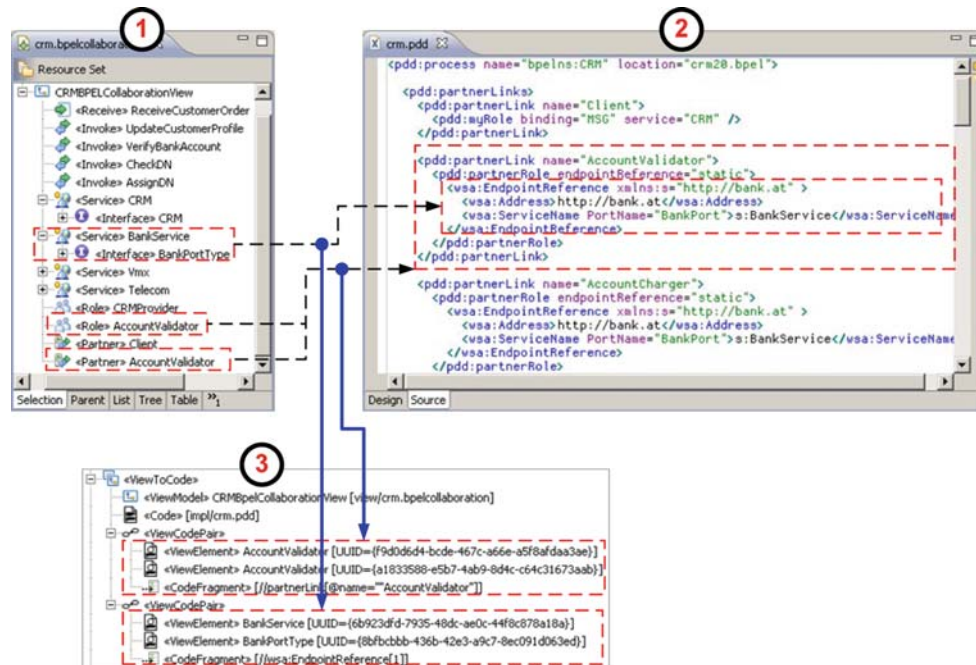 1
2
crm.bpelcollabora
crm.pdd
Resource Set
CRMBPELCollaborationView
«Receive» ReceiveCustomerOrder
«Invoke» UpdateCustomerProfile
«Invoke» VerifyBankAccount
«Invoke» CheckDN
«Invoke» AssignDN
«Service» CRM
«Interface» CRM
«Service» BankService
«Interface» BankPortType
«Service» Vmx
«Service» Telecom
«Role» CRMProvider
«Role» AccountValidator
«Partner» Client
«Partner» AccountValidator
Selection Parent List Tree Table »1
<pdd:process name="bpelns:CRM" location="crm20.bpel">
<pdd:partnerLinks>
<pdd:partnerLink name="Client">
<pdd:myRole binding="MSG" service="CRM" />
</pdd:partnerLink>
<pdd:partnerLink name="AccountValidator">
<pdd:partnerRole endpointReference="static">
<wsa:EndpointReference xmlns:s="http://bank.at" >
<wsa:Address>http://bank.at</wsa:Address>
<wsa:ServiceName PortName="BankPort">s:BankService</wsa:ServiceName
</wsa:EndpointReference>
</pdd:partnerRole>
</pdd:partnerLink>
<pdd:partnerLink name="AccountCharger">
<pdd:partnerRole endpointReference="static">
<wsa:EndpointReference xmlns:s="http://bank.at" >
<wsa:Address>http://bank.at</wsa:Address>
<wsa:ServiceName PortName="BankPort">s:BankService</wsa:ServiceName
</wsa:EndpointReference>
</pdd:partnerRole>
Design Source
3
«ViewToCode»
«ViewModel» CRMBpelCollaborationView [view/crm.bpelcollaboration]
«Code» [impl/crm.pdd]
«ViewCodePair»
«ViewElement» AccountValidator [UUID={f9d0d6d4-bcde-467c-a66e-a5f8afdaa3ae}]
«ViewElement» AccountValidator [UUID={a1833588-e5b7-4ab9-8d4c-c64c31673aab}]
«CodeFragment» [//partnerLink[@name=""AccountValidator"]]
«ViewCodePair»
«ViewElement» BankService [UUID={6b923dfd-7935-48dc-ae0c-44f8c878a18a}]
«ViewElement» BankPortType [UUID={8bfbcbbb-436b-42e3-a9c7-8ec091d063ed}]
«CodeFragment» [//wsa:EndpointReference[1]]